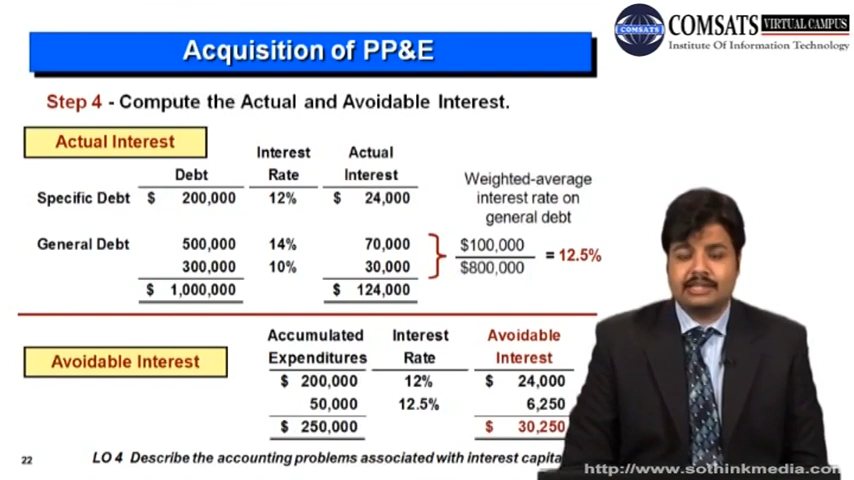 COMSATS VIRTUAL CAMPUS
COMSATS
Institute Of Information Technology
Acquisition of PP&E
Step 4 - Compute the Actual and Avoidable Interest.
Actual Interest
Interest Actual
Debt Rate Interest
Specific Debt $ 200,000 12% $ 24,000
General Debt 500,000 14% 70,000
300,000 10% 30,000
$ 1,000,000 $ 124,000
Weighted-average
interest rate on
general debt
$100,000
$800,000
= 12.5%
Accumulated Interest Avoidable
Expenditures Rate Interest
Avoidable Interest
$ 200,000 12% $ 24,000
50,000 12.5% 6,250
$ 250,000 $ 30,250
22
LO 4 Describe the accounting problems associated with interest capita
http://www.sothinkmedia.com